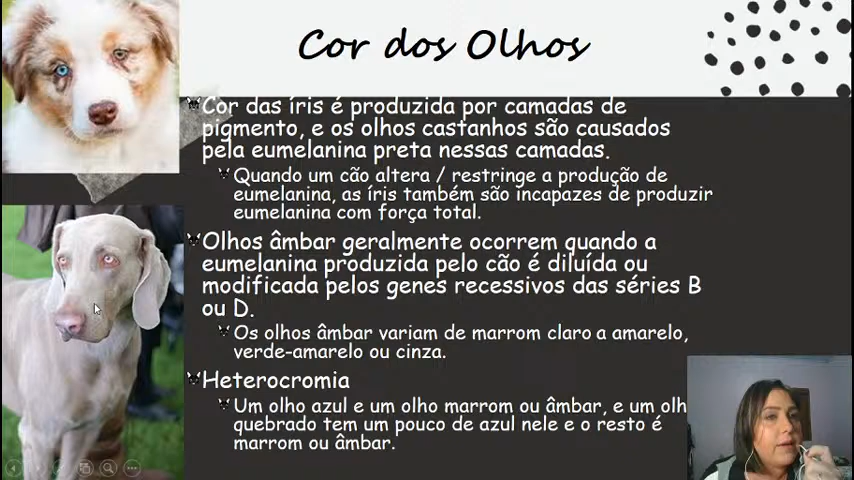 Cor dos Olhos
Cor das íris é produzida por camadas de
pigmento, e os olhos castanhos são causados
pela eumelanina preta nessas camadas.
Quando um cão altera / restringe a produção de
eumelanina, as íris também são incapazes de produzir
eumelanina com força total.
Olhos âmbar geralmente ocorrem quando a
eumelanina produzida pelo cão é diluída ou
modificada pelos genes recessivos das séries B
ou D.
Os olhos âmbar variam de marrom claro a amarelo,
verde-amarelo ou cinza.
Heterocromia
Um olho azul e um olho marrom ou âmbar, e um
quebrado tem um pouco de azul nele e o resto é
marrom ou âmbar.